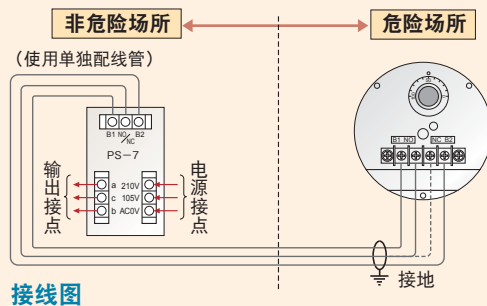 非危险场所
危险场所
(使用单独配线管)
B1 NO/NC B2
PS-7
输出接点
a 210V
c 105V
b AC0V
电源接点
B1 NO
NC B2
接地
接线图